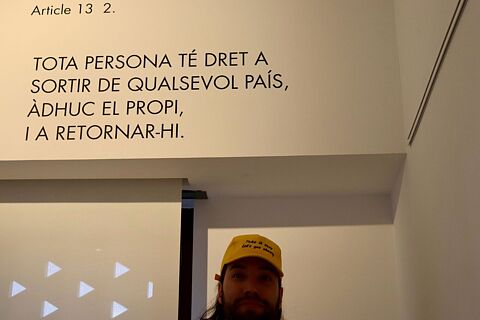 Article 13 2.
TOTA PERSONA TÉ DRET A
SORTIR DE QUALSEVOL PAÍS,
ÀDHUC EL PROPI,
I A RETORNAR-HI.